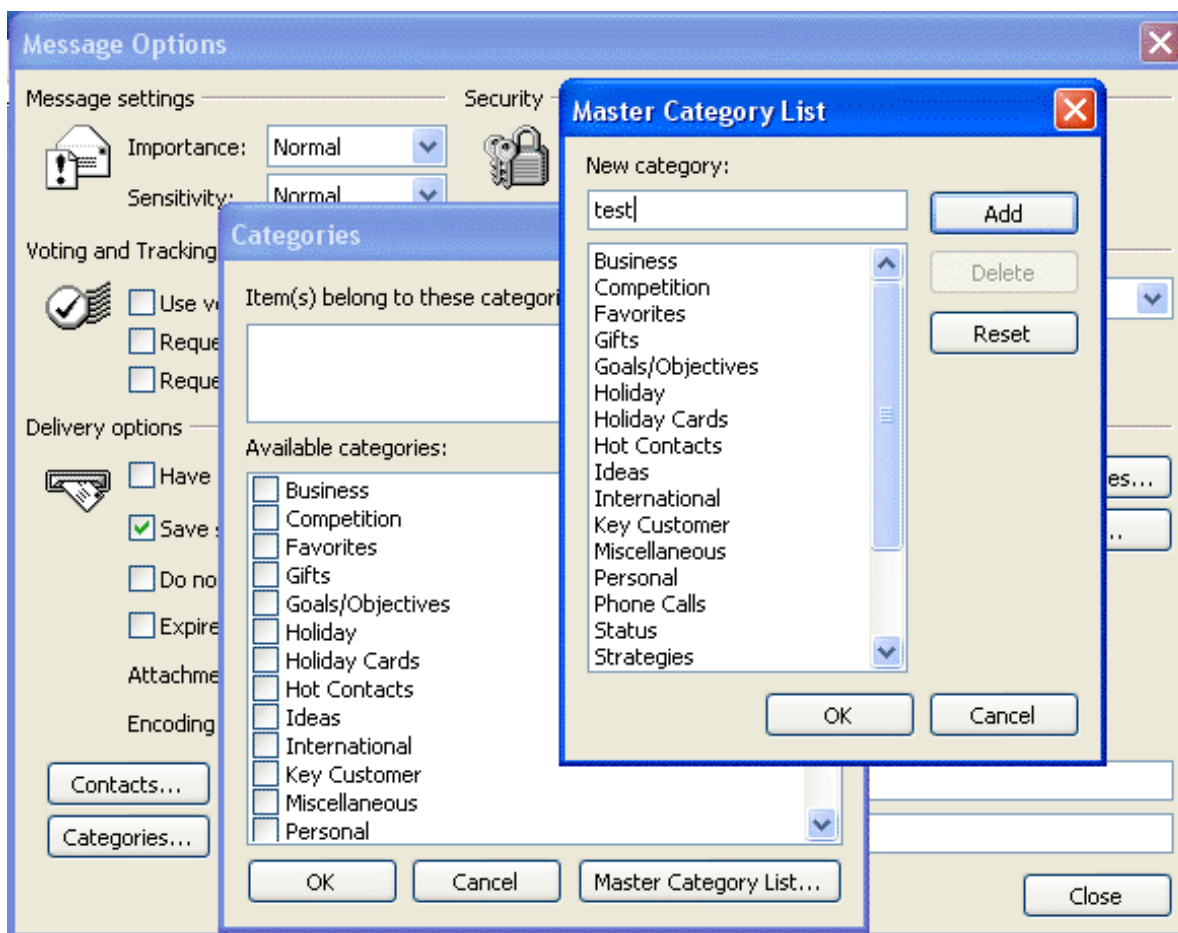 Message Options
Message settings
Security
Importance:
Normal
Sensitivity:
Normal
Voting and Tracking
Use
Reque
Reque
Delivery options
Have
Save
Do no
Expire
Attachme
Encoding
Contacts...
Categories...
es...
..
Close
Categories
Item(s) belong to these categori
Available categories:
Business
Competition
Favorites
Gifts
Goals/Objectives
Holiday
Holiday Cards
Hot Contacts
Ideas
International
Key Customer
Miscellaneous
Personal
OK
Cancel
Master Category List...
Master Category List
New category:
test
Add
Delete
Reset
Business
Competition
Favorites
Gifts
Goals/Objectives
Holiday
Holiday Cards
Hot Contacts
Ideas
International
Key Customer
Miscellaneous
Personal
Phone Calls
Status
Strategies
OK
Cancel